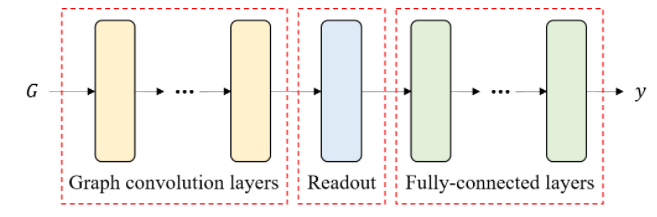 G
...
...
y
Graph convolution layers
Readout
Fully-connected layers